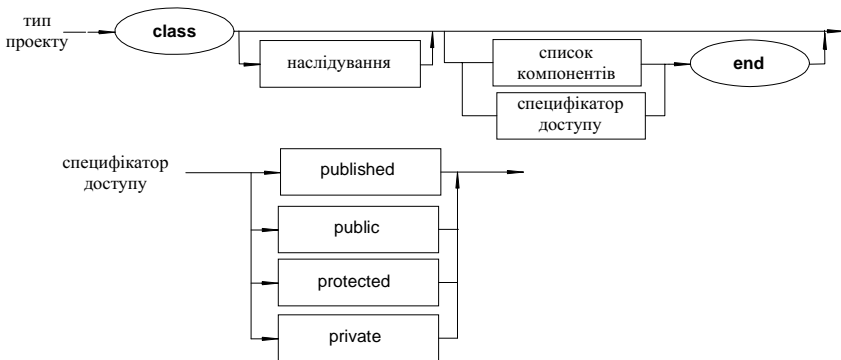 тип
проекту
class
наслідування
список
компонентів
end
специфікатор
доступу
специфікатор
доступу
published
public
protected
private